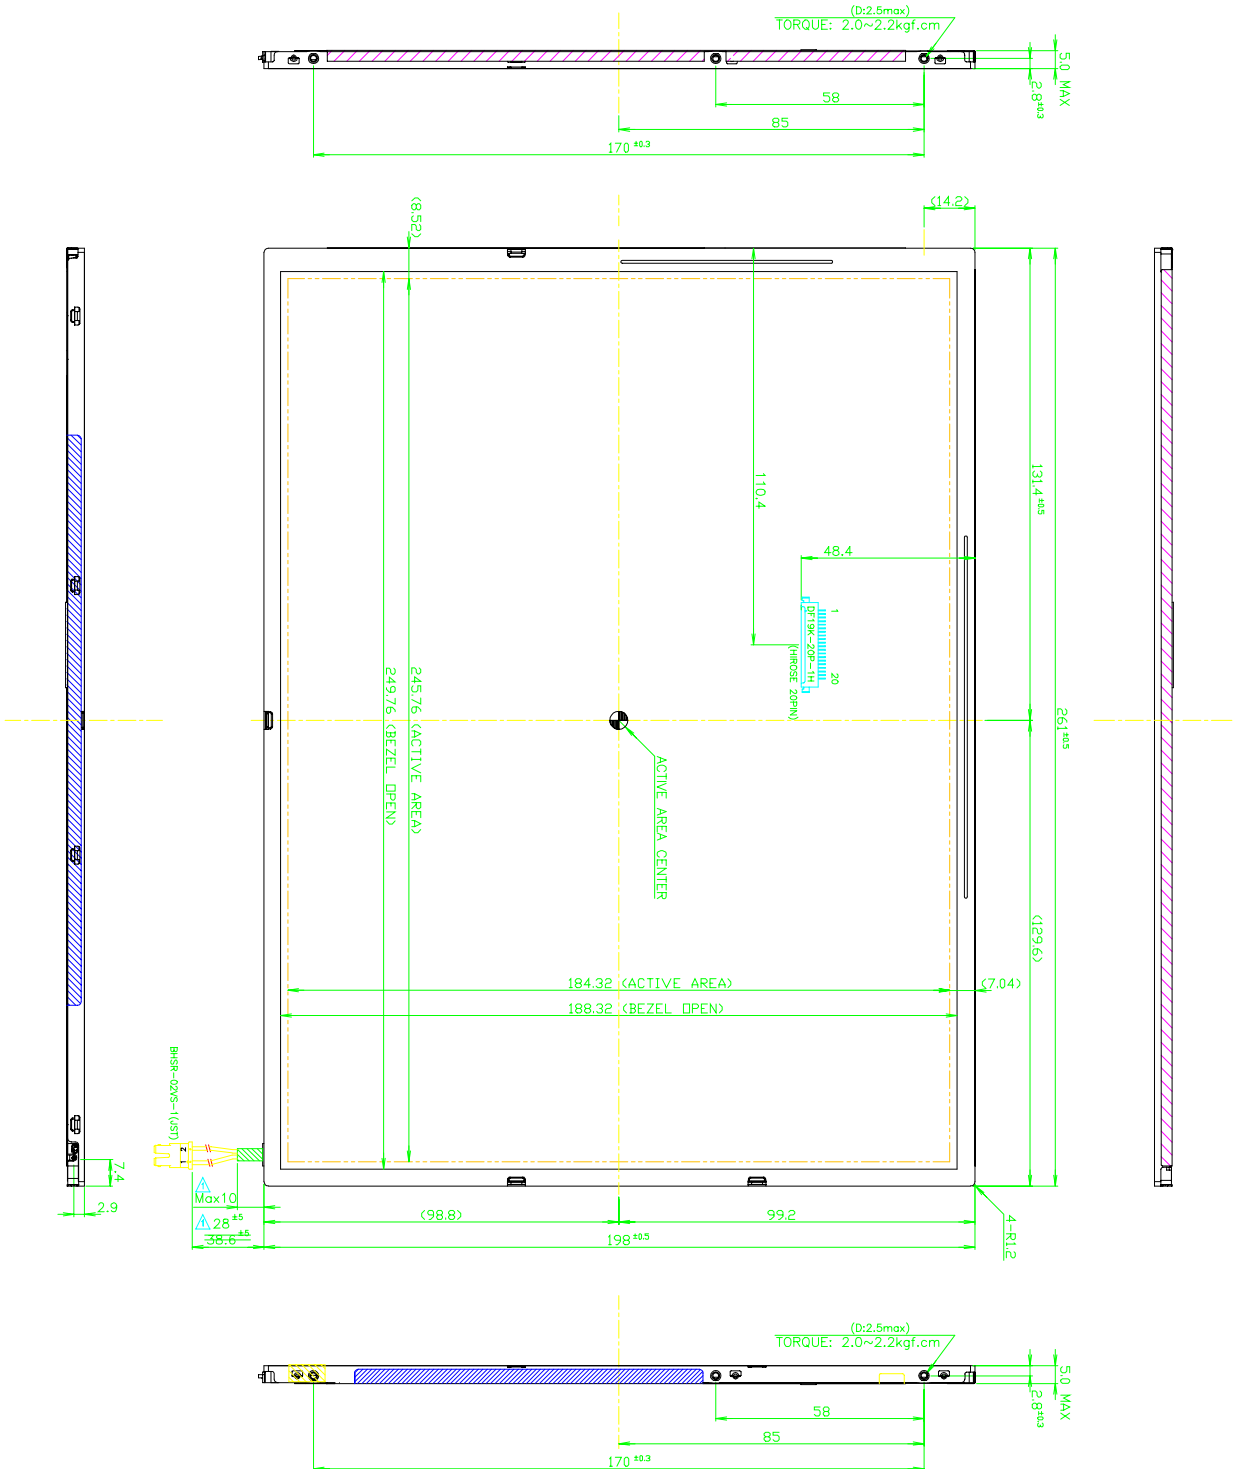 (D:2.5max)
TORQUE: 2.0~2.2kgf.cm
5.0 MAX
2.8±0.3
58
85
170 ±0.3
(14.2)
(8.52)
110.4
131.4 ±0.5
48.4
1
DF19K-20P-1H
20
(HIROSE 20PIN)
261±0.5
245.76 (ACTIVE AREA)
249.76 (BEZEL OPEN)
ACTIVE AREA CENTER
(129.6)
184.32 (ACTIVE AREA)
(7.04)
188.32 (BEZEL OPEN)
BHSR-02VS-1(JST)
1 2
7.4
2.9
Max10
28 ±5
38.6 ±5
(98.8)
99.2
198 ±0.5
4-R1.2
(D:2.5max)
TORQUE: 2.0~2.2kgf.cm
5.0 MAX
2.8±0.3
58
85
170 ±0.3